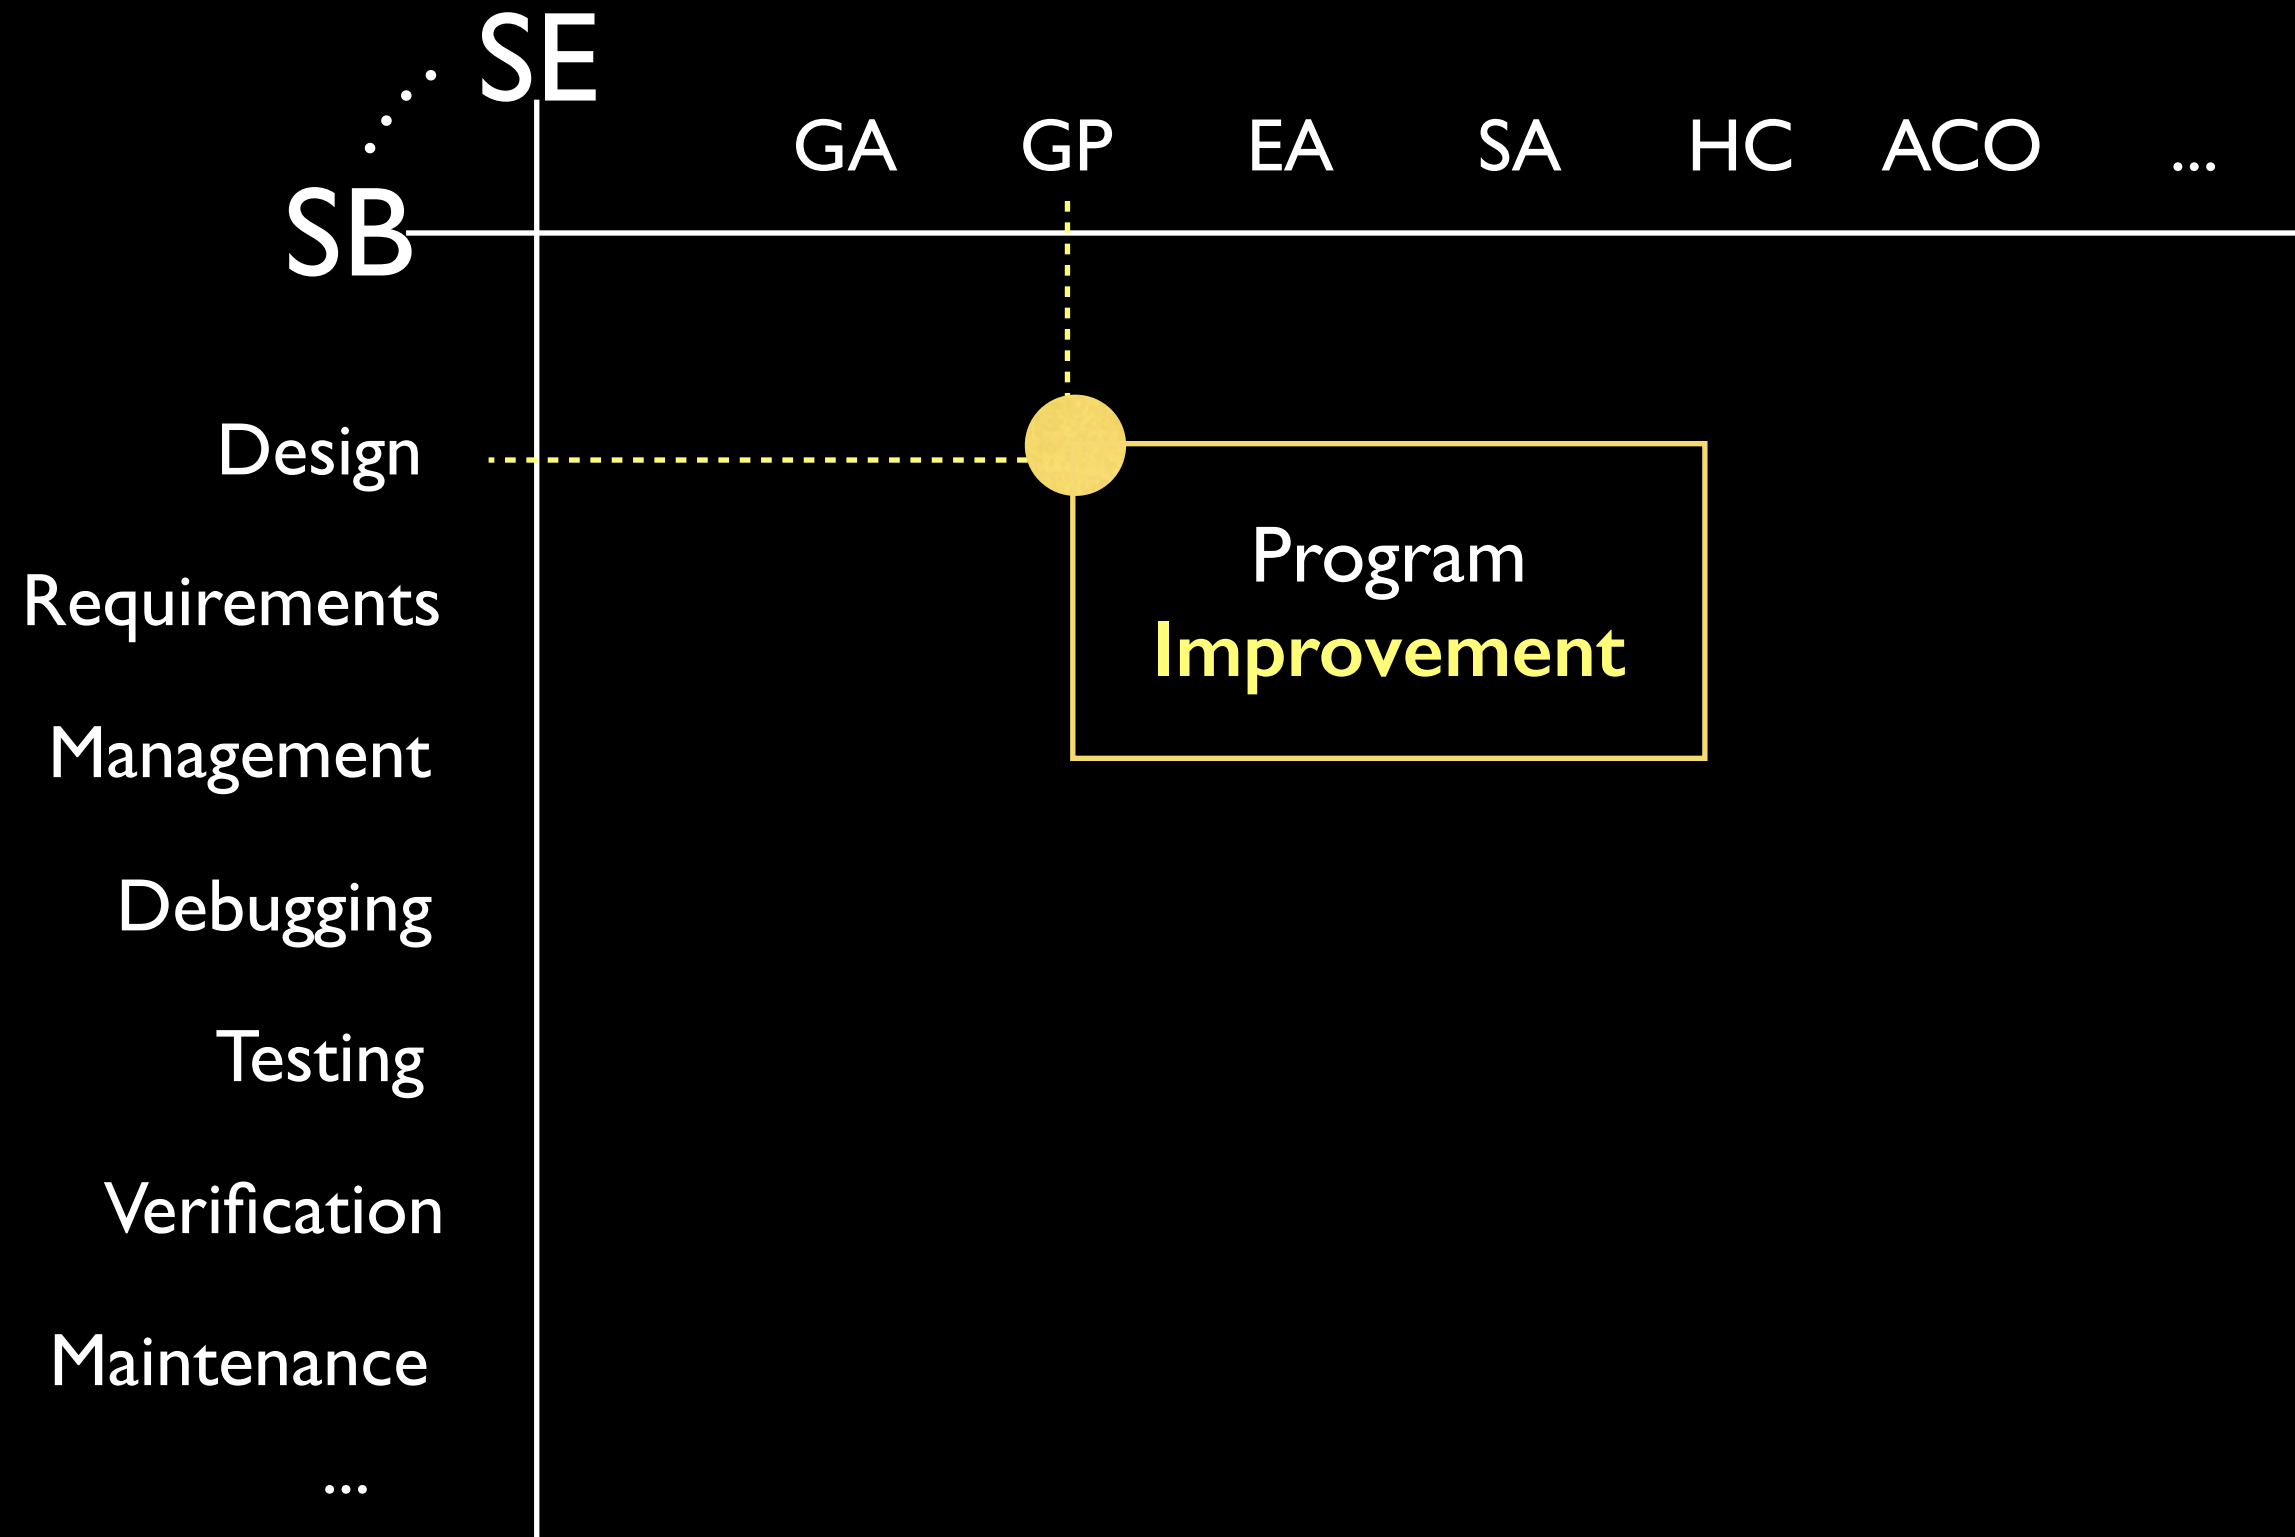 SE
GA GP EA SA HC ACO ...
SB
Design
Program
Requirements
Improvement
Management
Debugging
Testing
Verification
Maintenance
...